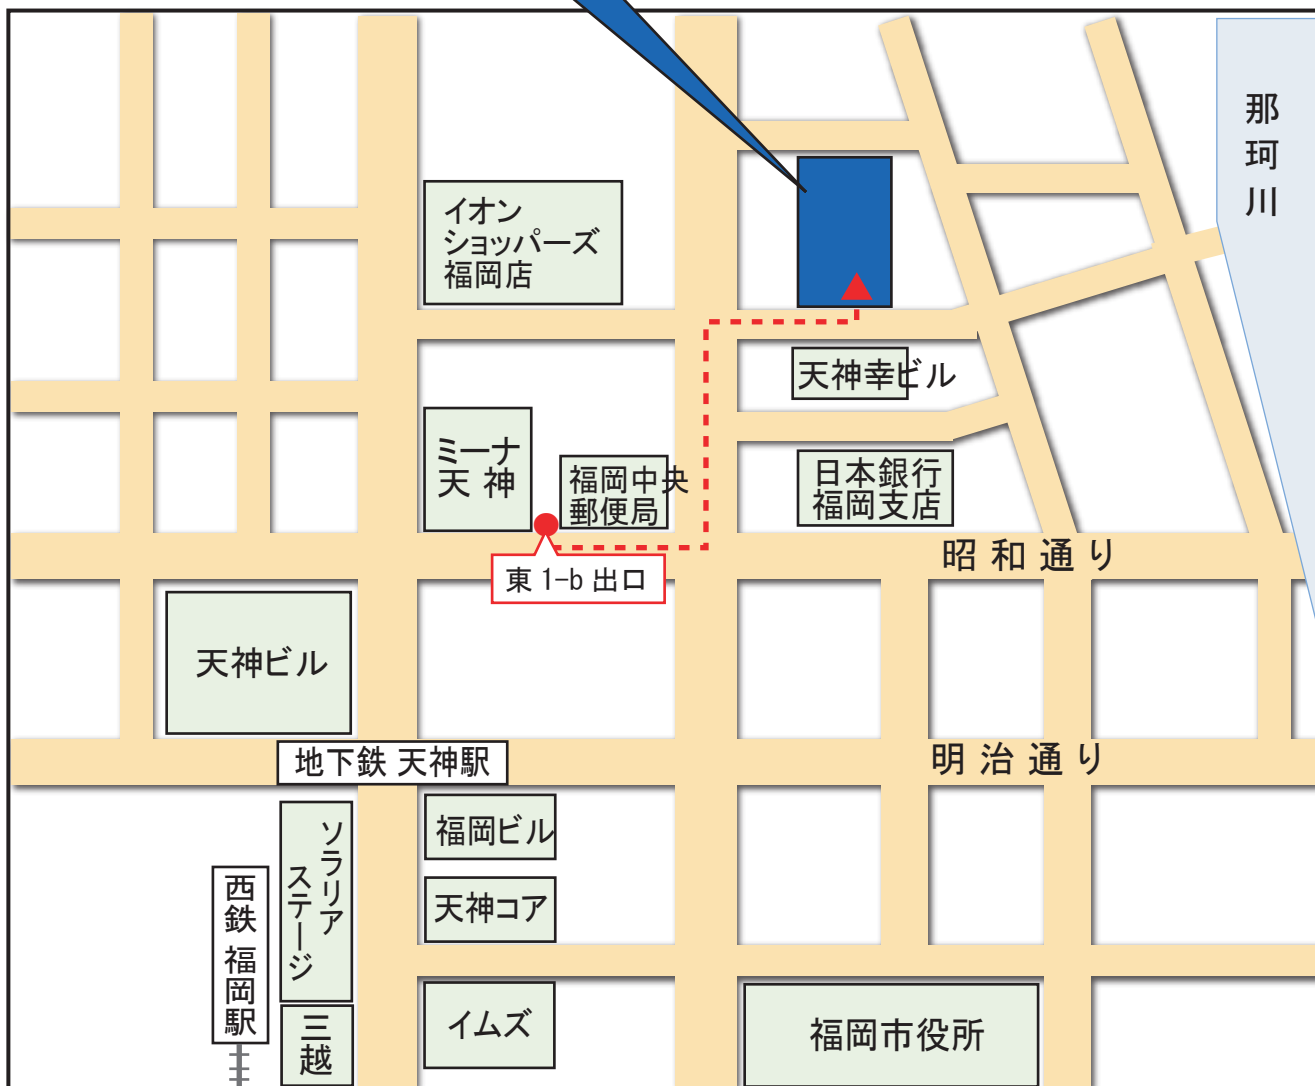 那珂川
イオン
ショッパーズ
福岡店
天神幸ビル
ミーナ
天神
福岡中央
郵便局
日本銀行
福岡支店
昭和通り
東1-b出口
天神ビル
地下鉄 天神駅
明治通り
福岡ビル
ソラリア
ステージ
西鉄 福岡駅
天神コア
イムズ
三越
福岡市役所